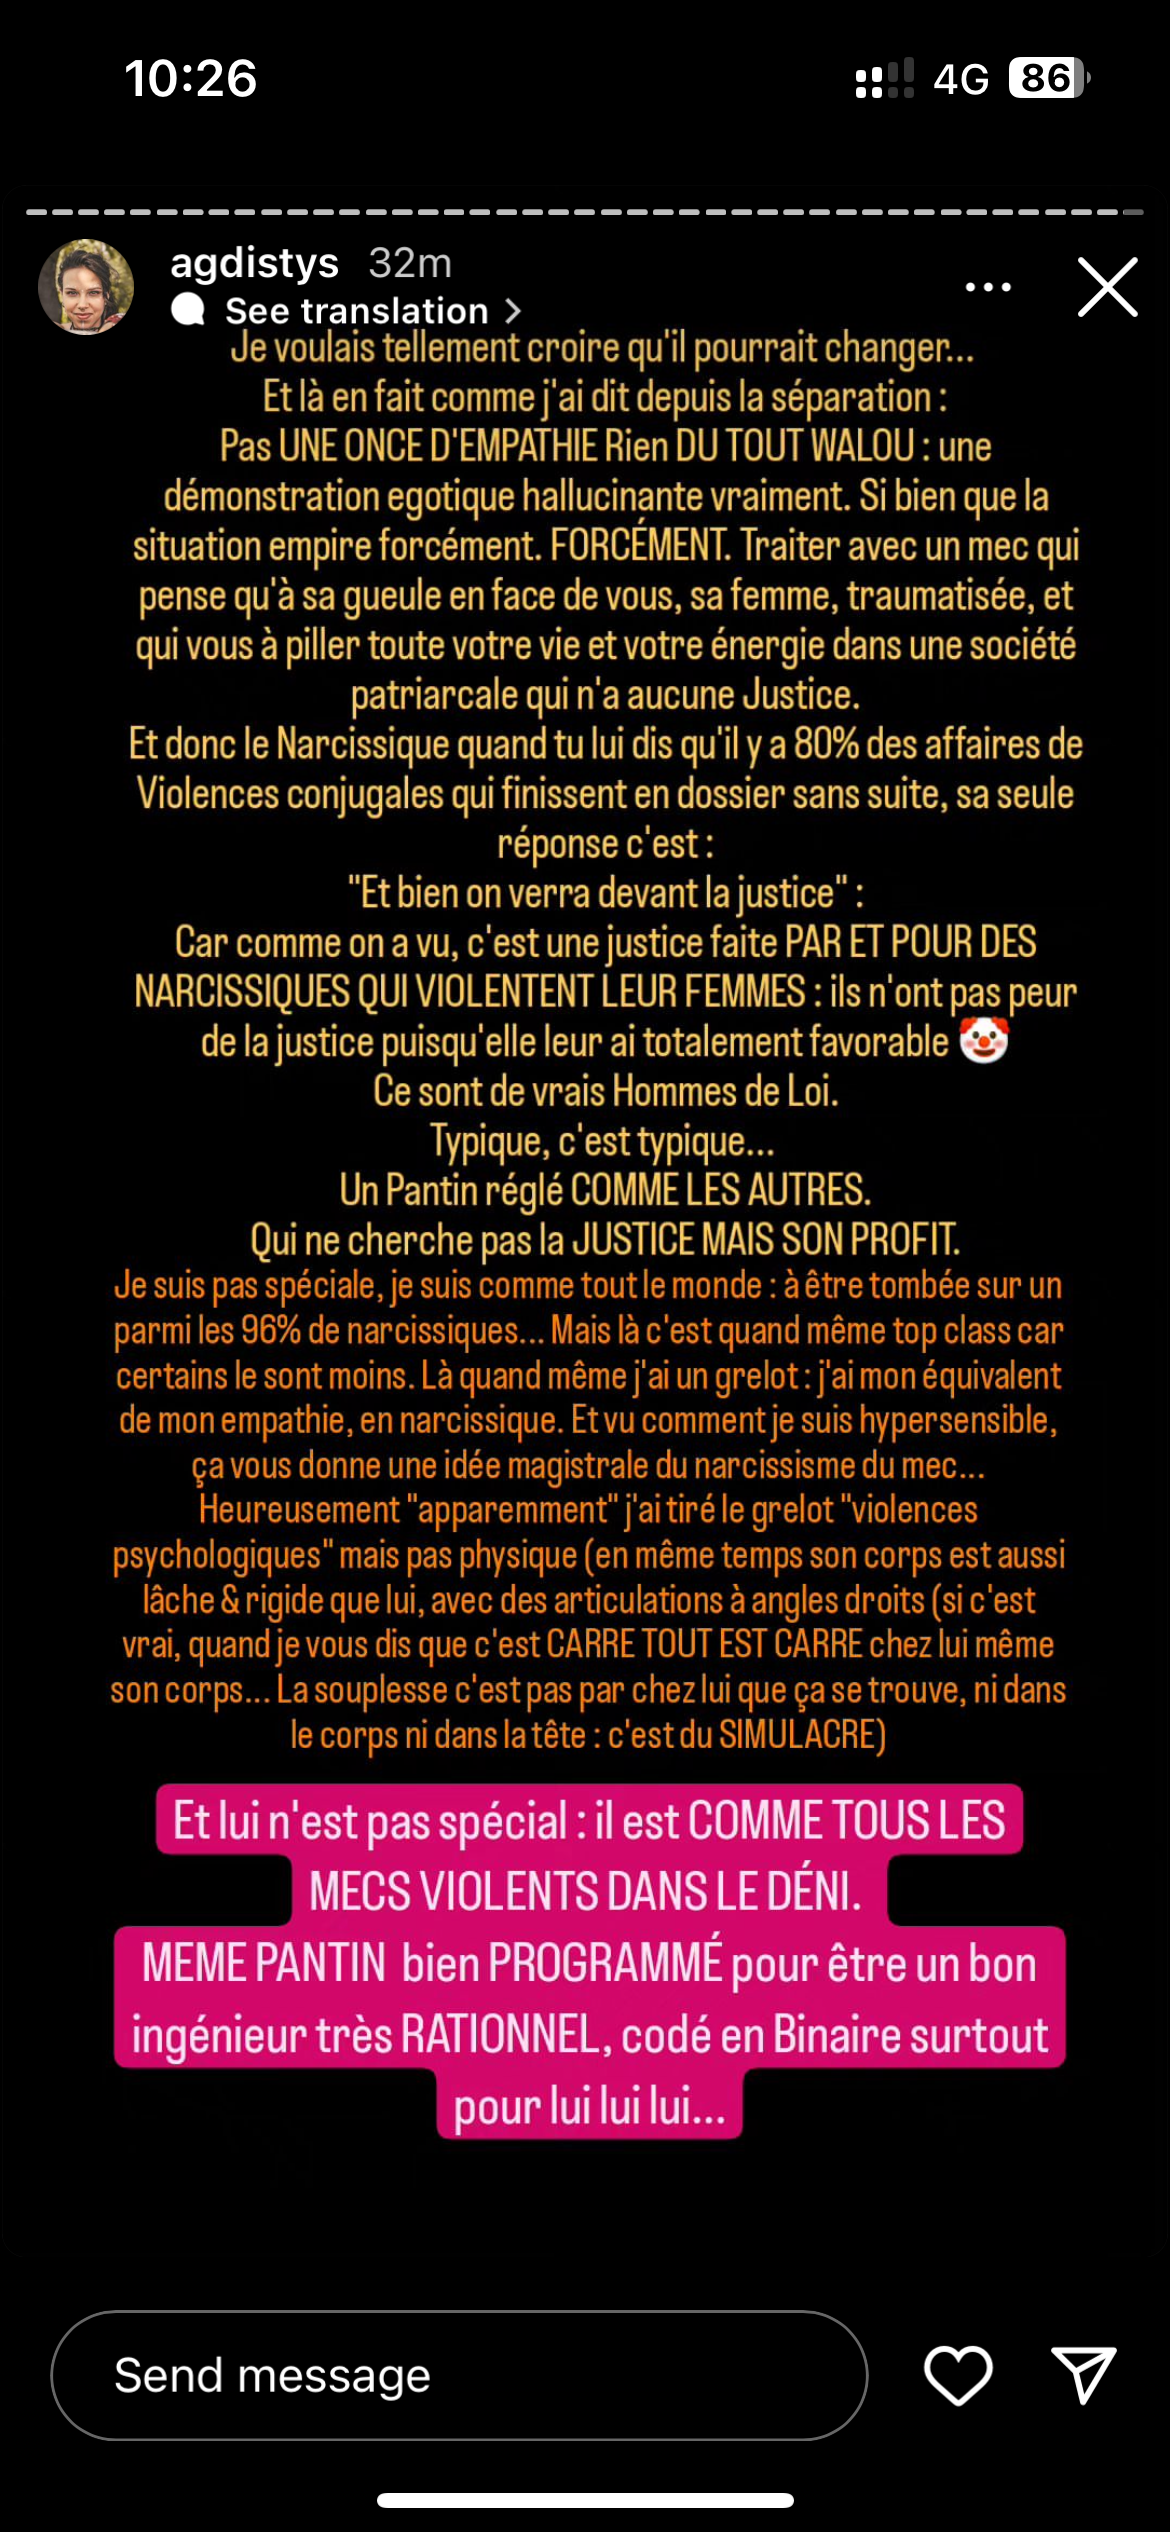 10:26
4G 86
agdistys 32m
See translation >
Je voulais tellement croire qu'il pourrait changer...
Et là en fait comme j'ai dit depuis la séparation :
Pas UNE ONCE D'EMPATHIE Rien DU TOUT WALOU : une
démonstration egotique hallucinante vraiment. Si bien que la
situation empire forcément. FORCÉMENT. Traiter avec un mec qui
pense qu'à sa gueule en face de vous, sa femme, traumatisée, et
qui vous à piller toute votre vie et votre énergie dans une société
patriarcale qui n'a aucune Justice.
Et donc le Narcissique quand tu lui dis qu'il y a 80% des affaires de
Violences conjugales qui finissent en dossier sans suite, sa seule
réponse c'est :
"Et bien on verra devant la justice" :
Car comme on a vu, c'est une justice faite PAR ET POUR DES
NARCISSIQUES QUI VIOLENTENT LEUR FEMMES : ils n'ont pas peur
de la justice puisqu'elle leur ai totalement favorable 🤡
Ce sont de vrais Hommes de Loi.
Typique, c'est typique...
Un Pantin réglé COMME LES AUTRES.
Qui ne cherche pas la JUSTICE MAIS SON PROFIT.
Je suis pas spéciale, je suis comme tout le monde : à être tombée sur un
parmi les 96% de narcissiques... Mais là c'est quand même top class car
certains le sont moins. Là quand même j'ai un grelot : j'ai mon équivalent
de mon empathie, en narcissique. Et vu comment je suis hypersensible,
ça vous donne une idée magistrale du narcissisme du mec...
Heureusement "apparemment" j'ai tiré le grelot "violences
psychologiques" mais pas physique (en même temps son corps est aussi
lâche & rigide que lui, avec des articulations à angles droits (si c'est
vrai, quand je vous dis que c'est CARRE TOUT EST CARRE chez lui même
son corps... La souplesse c'est pas par chez lui que ça se trouve, ni dans
le corps ni dans la tête : c'est du SIMULACRE)
Et lui n'est pas spécial : il est COMME TOUS LES
MECS VIOLENTS DANS LE DÉNI.
MEME PANTIN bien PROGRAMMÉ pour être un bon
ingénieur très RATIONNEL, codé en Binaire surtout
pour lui lui lui...
Send message